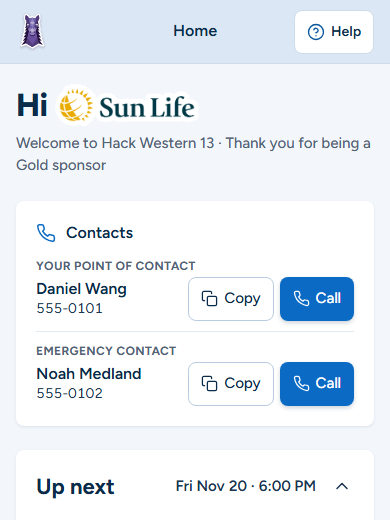 Home
Help
Hi Sun Life
Welcome to Hack Western 13 · Thank you for being a
Gold sponsor
Contacts
YOUR POINT OF CONTACT
Daniel Wang
555-0101
Copy
Call
EMERGENCY CONTACT
Noah Medland
555-0102
Copy
Call
Up next
Fri Nov 20 · 6:00 PM